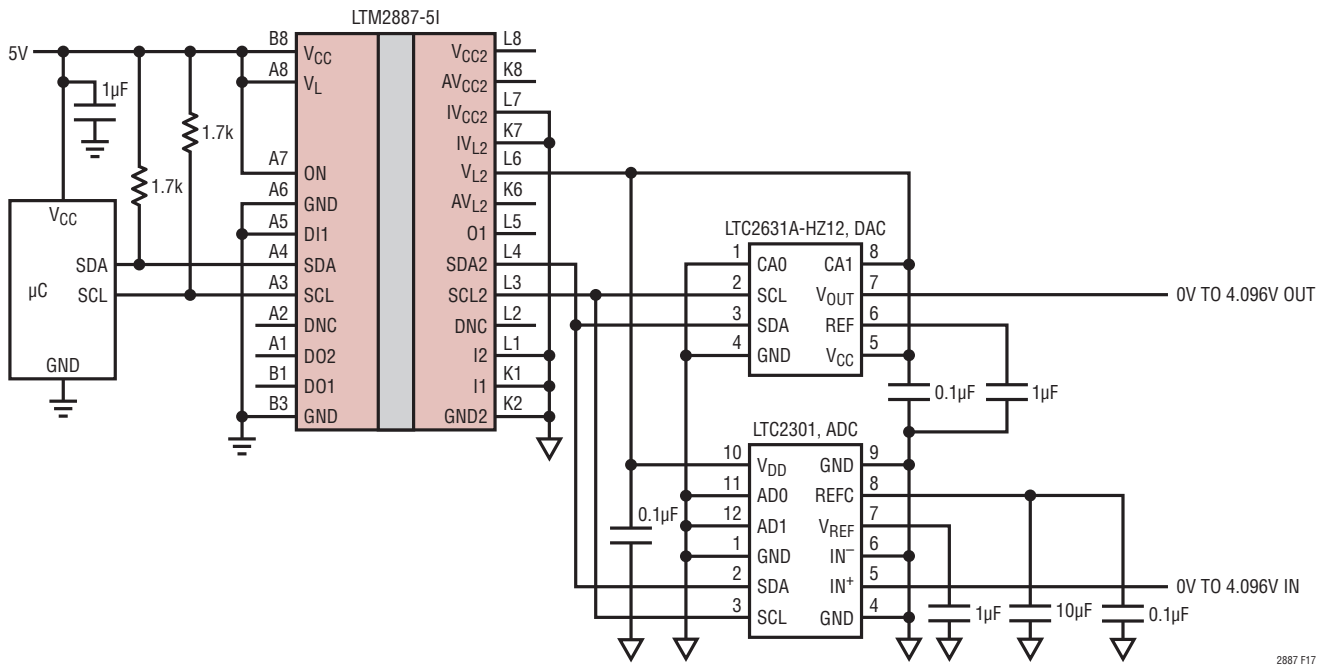 LTM2887-5I
5V
1µF
1.7k
1.7k
VCC
SDA
µC
SCL
GND
B8
VCC
A8
VL
A7
ON
A6
GND
A5
DI1
A4
SDA
A3
SCL
A2
DNC
A1
DO2
B1
DO1
B3
GND
L8
VCC2
K8
AVCC2
L7
IVCC2
K7
IVL2
L6
VL2
K6
AVL2
L5
O1
L4
SDA2
L3
SCL2
L2
DNC
L1
I2
K1
I1
K2
GND2
LTC2631A-HZ12, DAC
1
CA0
2
SCL
3
SDA
4
GND
8
CA1
7
VOUT
6
REF
5
VCC
0V TO 4.096V OUT
0.1µF
1µF
LTC2301, ADC
10
VDD
11
AD0
12
AD1
1
GND
2
SDA
3
SCL
9
GND
8
REFC
7
VREF
6
IN–
5
IN+
4
GND
0.1µF
0V TO 4.096V IN
1µF
10µF
0.1µF
2887 F17